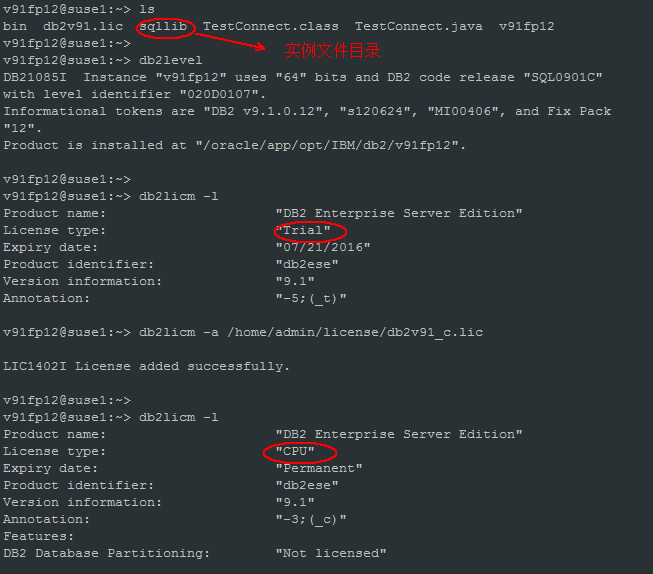 v91fp12@suse1:~> ls
bin  db2v91.lic  sqllib  TestConnect.class  TestConnect.java  v91fp12
v91fp12@suse1:~>
实例文件目录
v91fp12@suse1:~> db2level
DB21085I  Instance "v91fp12" uses "64" bits and DB2 code release "SQL0901C"
with level identifier "020D0107".
Informational tokens are "DB2 v9.1.0.12", "s120624", "MI00406", and Fix Pack
"12".
Product is installed at "/oracle/app/opt/IBM/db2/v91fp12".
v91fp12@suse1:~>
v91fp12@suse1:~> db2licm -l
Product name:                     "DB2 Enterprise Server Edition"
License type:                     "Trial"
Expiry date:                      "07/21/2016"
Product identifier:               "db2ese"
Version information:              "9.1"
Annotation:                       "-5;(_t)"
v91fp12@suse1:~> db2licm -a /home/admin/license/db2v91_c.lic
LIC1402I License added successfully.
v91fp12@suse1:~>
v91fp12@suse1:~> db2licm -l
Product name:                     "DB2 Enterprise Server Edition"
License type:                     "CPU"
Expiry date:                      "Permanent"
Product identifier:               "db2ese"
Version information:              "9.1"
Annotation:                       "-3;(_c)"
Features:
DB2 Database Partitioning:        "Not licensed"